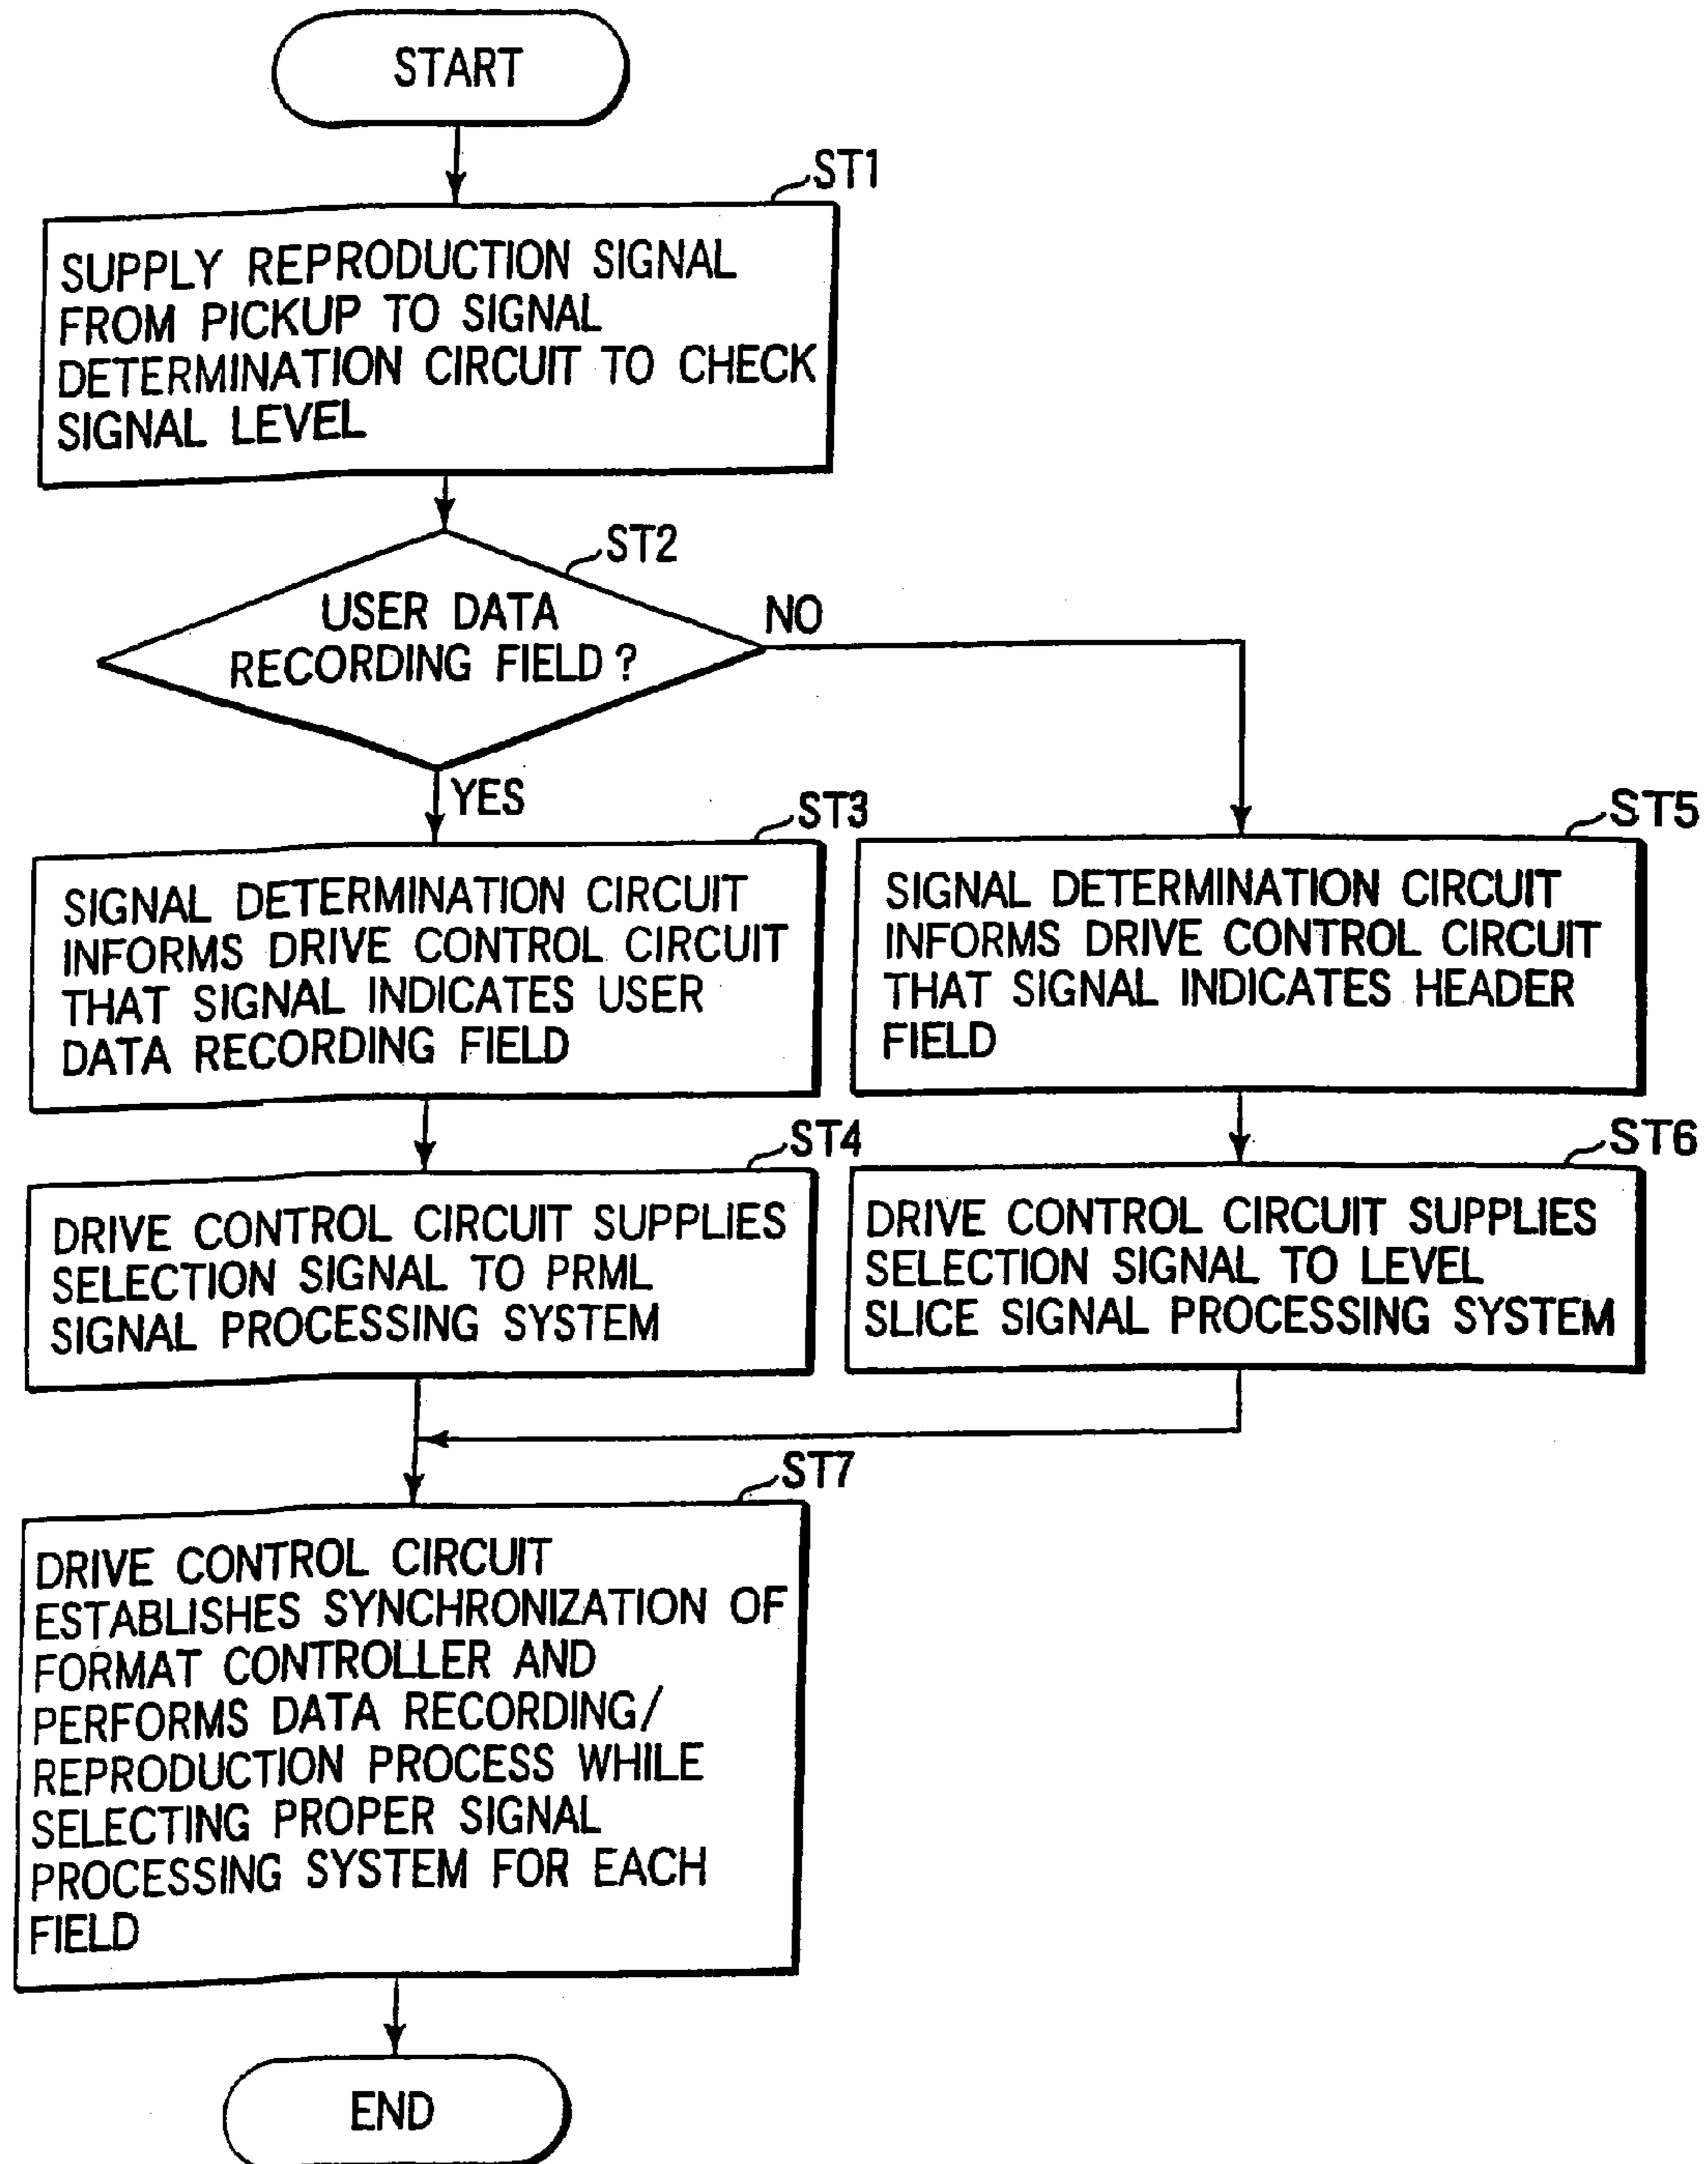 START
ST1
SUPPLY REPRODUCTION SIGNAL
FROM PICKUP TO SIGNAL
DETERMINATION CIRCUIT TO CHECK
SIGNAL LEVEL
ST2
USER DATA
RECORDING FIELD?
NO
YES
ST3
SIGNAL DETERMINATION CIRCUIT
INFORMS DRIVE CONTROL CIRCUIT
THAT SIGNAL INDICATES USER
DATA RECORDING FIELD
ST5
SIGNAL DETERMINATION CIRCUIT
INFORMS DRIVE CONTROL CIRCUIT
THAT SIGNAL INDICATES HEADER
FIELD
ST4
DRIVE CONTROL CIRCUIT SUPPLIES
SELECTION SIGNAL TO PRML
SIGNAL PROCESSING SYSTEM
ST6
DRIVE CONTROL CIRCUIT SUPPLIES
SELECTION SIGNAL TO LEVEL
SLICE SIGNAL PROCESSING SYSTEM
ST7
DRIVE CONTROL CIRCUIT
ESTABLISHES SYNCHRONIZATION OF
FORMAT CONTROLLER AND
PERFORMS DATA RECORDING/
REPRODUCTION PROCESS WHILE
SELECTING PROPER SIGNAL
PROCESSING SYSTEM FOR EACH
FIELD
END